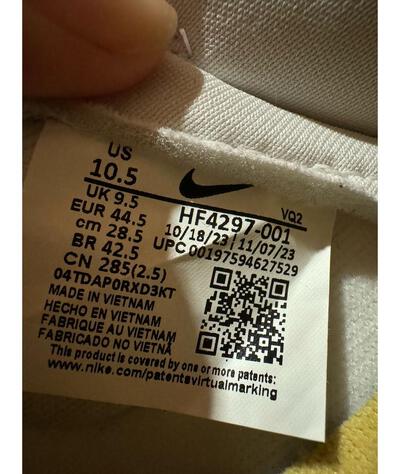 US
10.5
UK 9.5
EUR 44.5
cm 28.5
BR 42.5
CN 285(2.5)
04TDAP0RXD3KT
VQ2
HF4297-001
10/18/23 | 11/07/23
UPC 00197594627529
MADE IN VIETNAM
HECHO EN VIETNAM
FABRIQUE AU VIETNAM
FABRICADO NO VIETNÃ
This product is covered by one or more patents:
www.nike.com/patentsvirtualmarking